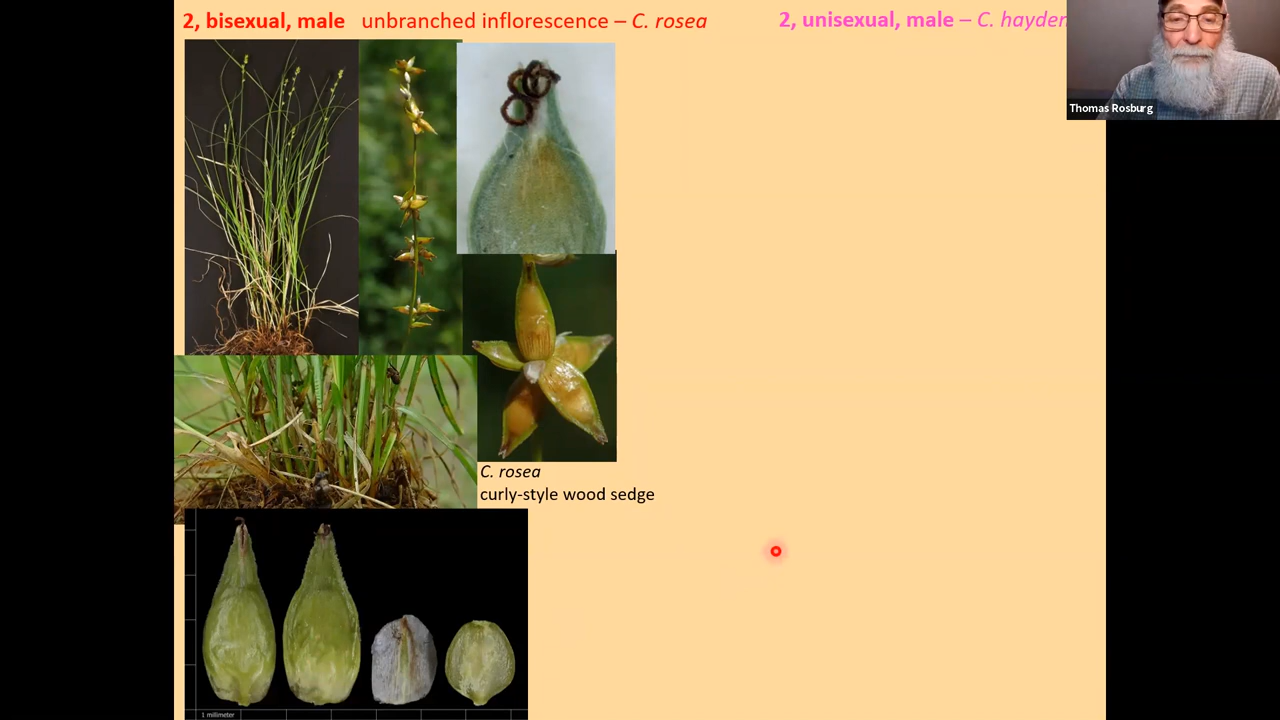 2, bisexual, male unbranched inflorescence – C. rosea
2, unisexual, male – C. hayden
Thomas Rosburg
C. rosea
curly-style wood sedge
1 millimeter